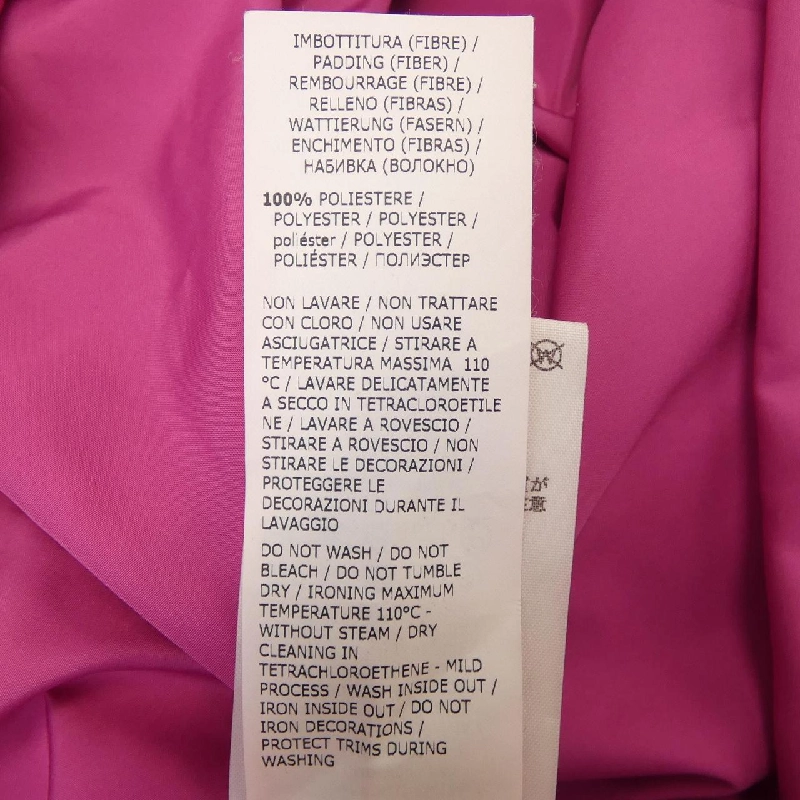 IMBOTTITURA (FIBRE) /
PADDING (FIBER) /
REMBOURRAGE (FIBRE) /
RELLENO (FIBRAS) /
WATTIERUNG (FASERN) /
ENCHIMENTO (FIBRAS) /
НАБИВКА (ВОЛОКНО)
100% POLIESTERE /
POLYESTER / POLYESTER /
poliéster / POLYESTER /
POLIÉSTER / ПОЛИЭСТЕР
NON LAVARE / NON TRATTARE
CON CLORO / NON USARE
ASCIUGATRICE / STIRARE A
TEMPERATURA MASSIMA 110
°C / LAVARE DELICATAMENTE
A SECCO IN TETRACLOROETILE
NE / LAVARE A ROVESCIO /
STIRARE A ROVESCIO / NON
STIRARE LE DECORAZIONI /
PROTEGGERE LE
DECORAZIONI DURANTE IL
LAVAGGIO
DO NOT WASH / DO NOT
BLEACH / DO NOT TUMBLE
DRY / IRONING MAXIMUM
TEMPERATURE 110°C -
WITHOUT STEAM / DRY
CLEANING IN
TETRACHLOROETHENE - MILD
PROCESS / WASH INSIDE OUT /
IRON INSIDE OUT / DO NOT
IRON DECORATIONS /
PROTECT TRIMS DURING
WASHING
が
意